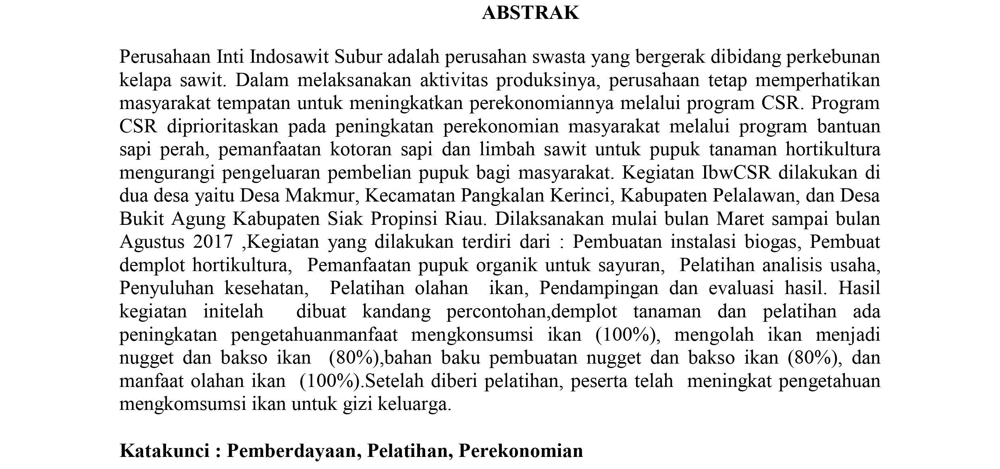 ABSTRAK
Perusahaan Inti Indosawit Subur adalah perusahan swasta yang bergerak dibidang perkebunan
kelapa sawit. Dalam melaksanakan aktivitas produksinya, perusahaan tetap memperhatikan
masyarakat tempatan untuk meningkatkan perekonomiannya melalui program CSR. Program
CSR diprioritaskan pada peningkatan perekonomian masyarakat melalui program bantuan
sapi perah, pemanfaatan kotoran sapi dan limbah sawit untuk pupuk tanaman hortikultura
mengurangi pengeluaran pembelian pupuk bagi masyarakat. Kegiatan IbwCSR dilakukan di
dua desa yaitu Desa Makmur, Kecamatan Pangkalan Kerinci, Kabupaten Pelalawan, dan Desa
Bukit Agung Kabupaten Siak Propinsi Riau. Dilaksanakan mulai bulan Maret sampai bulan
Agustus 2017 ,Kegiatan yang dilakukan terdiri dari : Pembuatan instalasi biogas, Pembuat
demplot hortikultura,  Pemanfaatan pupuk organik untuk sayuran,  Pelatihan analisis usaha,
Penyuluhan kesehatan,  Pelatihan olahan  ikan, Pendampingan dan evaluasi hasil. Hasil
kegiatan initelah  dibuat kandang percontohan,demplot tanaman dan pelatihan ada
peningkatan pengetahuanmanfaat mengkonsumsi ikan (100%), mengolah ikan menjadi
nugget dan bakso ikan  (80%),bahan baku pembuatan nugget dan bakso ikan (80%), dan
manfaat olahan ikan  (100%).Setelah diberi pelatihan, peserta telah  meningkat pengetahuan
mengkomsumsi ikan untuk gizi keluarga.
Katakunci : Pemberdayaan, Pelatihan, Perekonomian